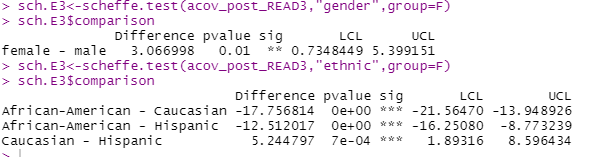 > sch.E3<-scheffe.test(acov_post_READ3,"gender",group=F)
> sch.E3$comparison
Difference pvalue sig LCL UCL
female - male 3.066998 0.01 ** 0.7348449 5.399151
> sch.E3<-scheffe.test(acov_post_READ3,"ethnic",group=F)
> sch.E3$comparison
Difference pvalue sig LCL UCL
African-American - Caucasian -17.756814 0e+00 *** -21.56470 -13.948926
African-American - Hispanic -12.512017 0e+00 *** -16.25080 -8.773239
Caucasian - Hispanic 5.244797 7e-04 *** 1.89316 8.596434
>